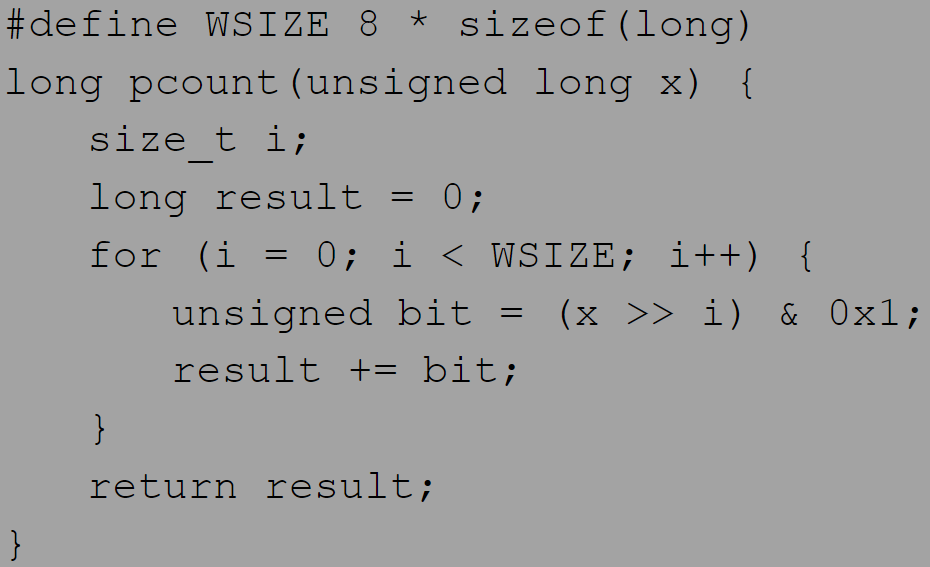 #define WSIZE 8 * sizeof(long)
long pcount(unsigned long x) {
    size_t i;
    long result = 0;
    for (i = 0; i < WSIZE; i++) {
        unsigned bit = (x >> i) & 0x1;
        result += bit;
    }
    return result;
}